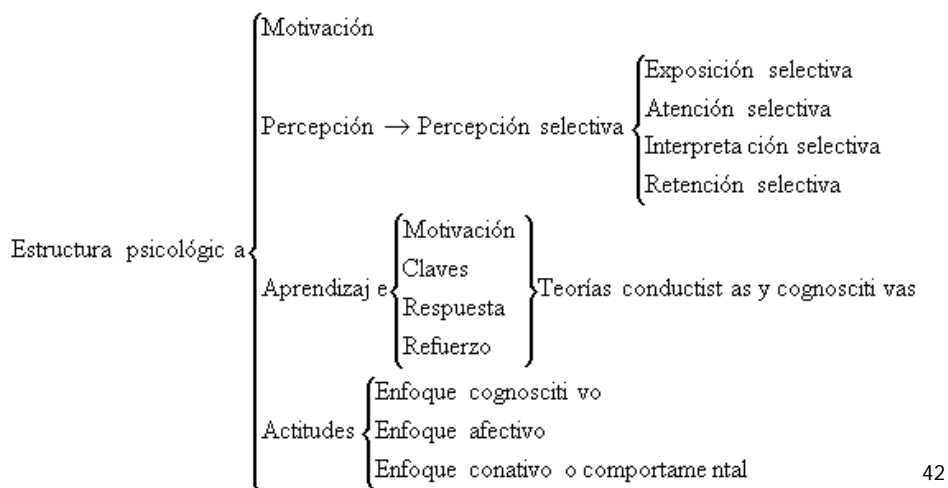 Motivación
Exposición selectiva
Atención selectiva
Percepción → Percepción selectiva
Interpreta ción selectiva
Retención selectiva
Estructura psicológic a
Motivación
Claves
Aprendizaj e
Teorías conductist as y cognosciti vas
Respuesta
Refuerzo
Enfoque cognosciti vo
Actitudes
Enfoque afectivo
Enfoque conativo o comportame ntal
42